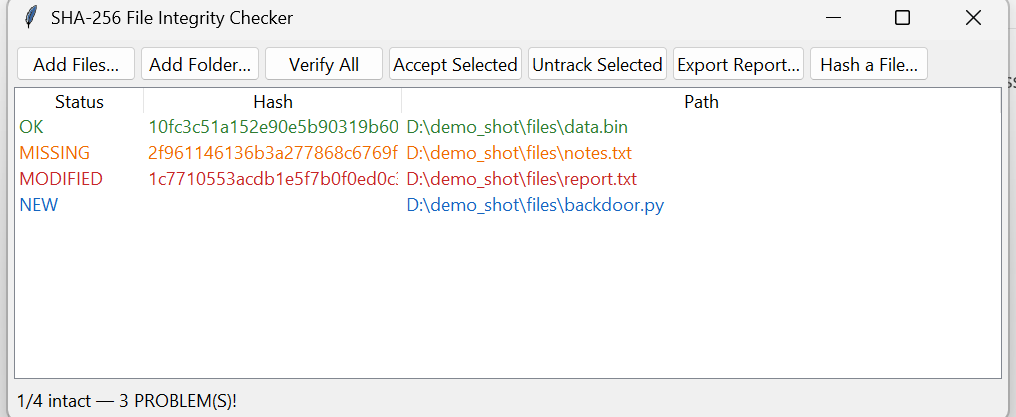 SHA-256 File Integrity Checker
Add Files... Add Folder... Verify All Accept Selected Untrack Selected Export Report... Hash a File...
Status Hash Path
OK 10fc3c51a152e90e5b90319b60 D:\demo_shot\files\data.bin
MISSING 2f961146136b3a277868c6769f D:\demo_shot\files\notes.txt
MODIFIED 1c7710553acdb1e5f7b0f0ed0c D:\demo_shot\files\report.txt
NEW D:\demo_shot\files\backdoor.py
1/4 intact — 3 PROBLEM(S)!